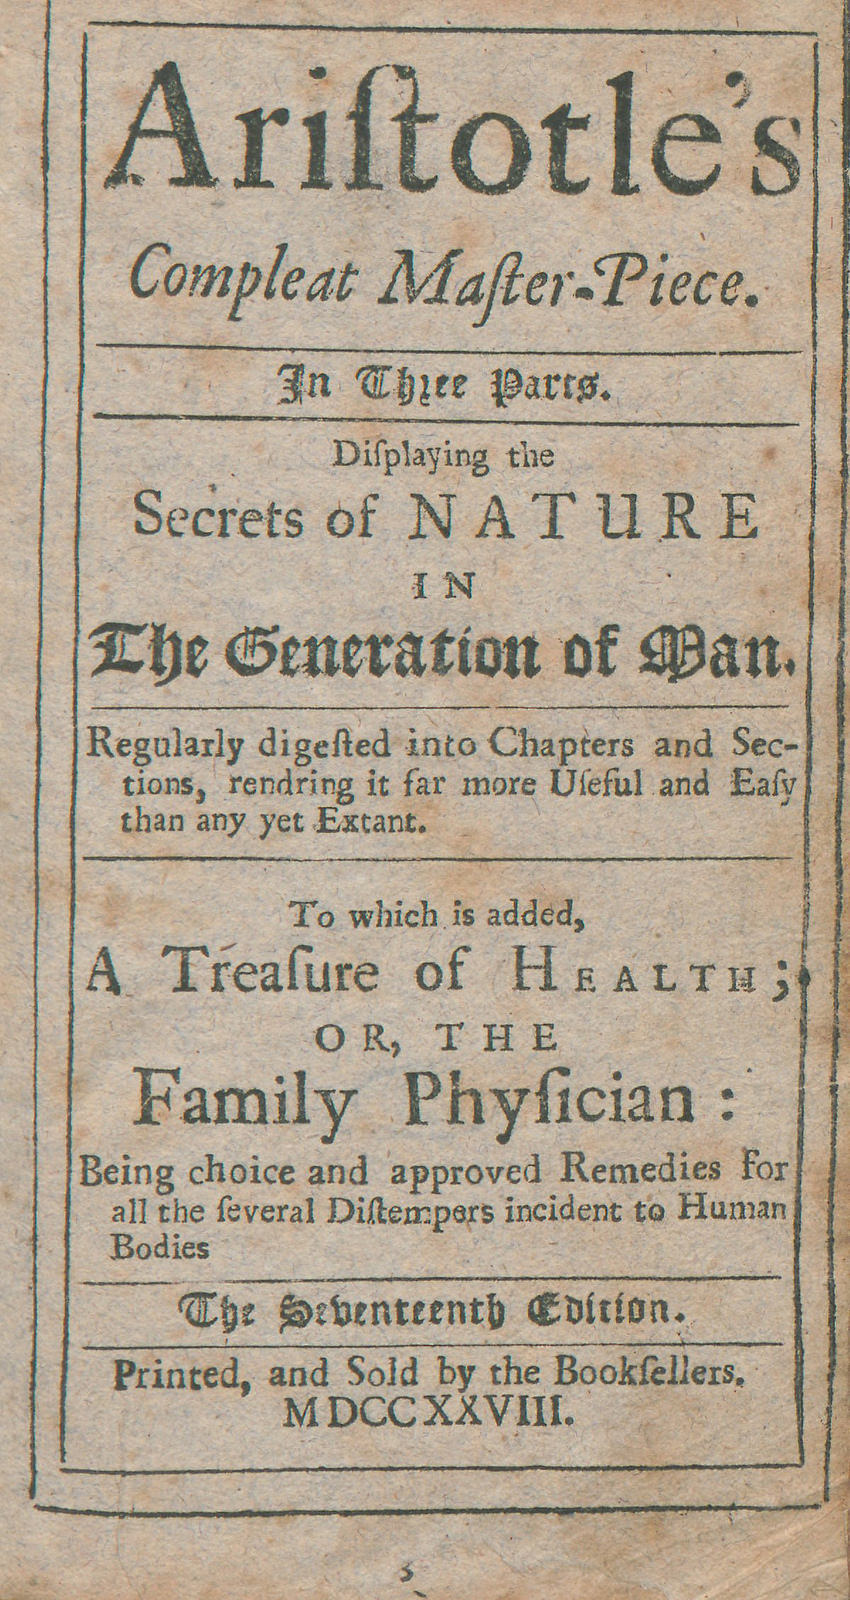 Ariſtotle's
Compleat Maſter-Piece.
In Three Parts.
Diſplaying the
Secrets of NATURE
IN
The Generation of Man.
Regularly digeſted into Chapters and Sec-
tions, rendring it far more Uſeful and Eaſy
than any yet Extant.
To which is added,
A Treaſure of HEALTH;
OR, THE
Family Phyſician:
Being choice and approved Remedies for
all the ſeveral Diſtempers incident to Human
Bodies
The Seventeenth Edition.
Printed, and Sold by the Bookſellers.
MDCCXXVIII.